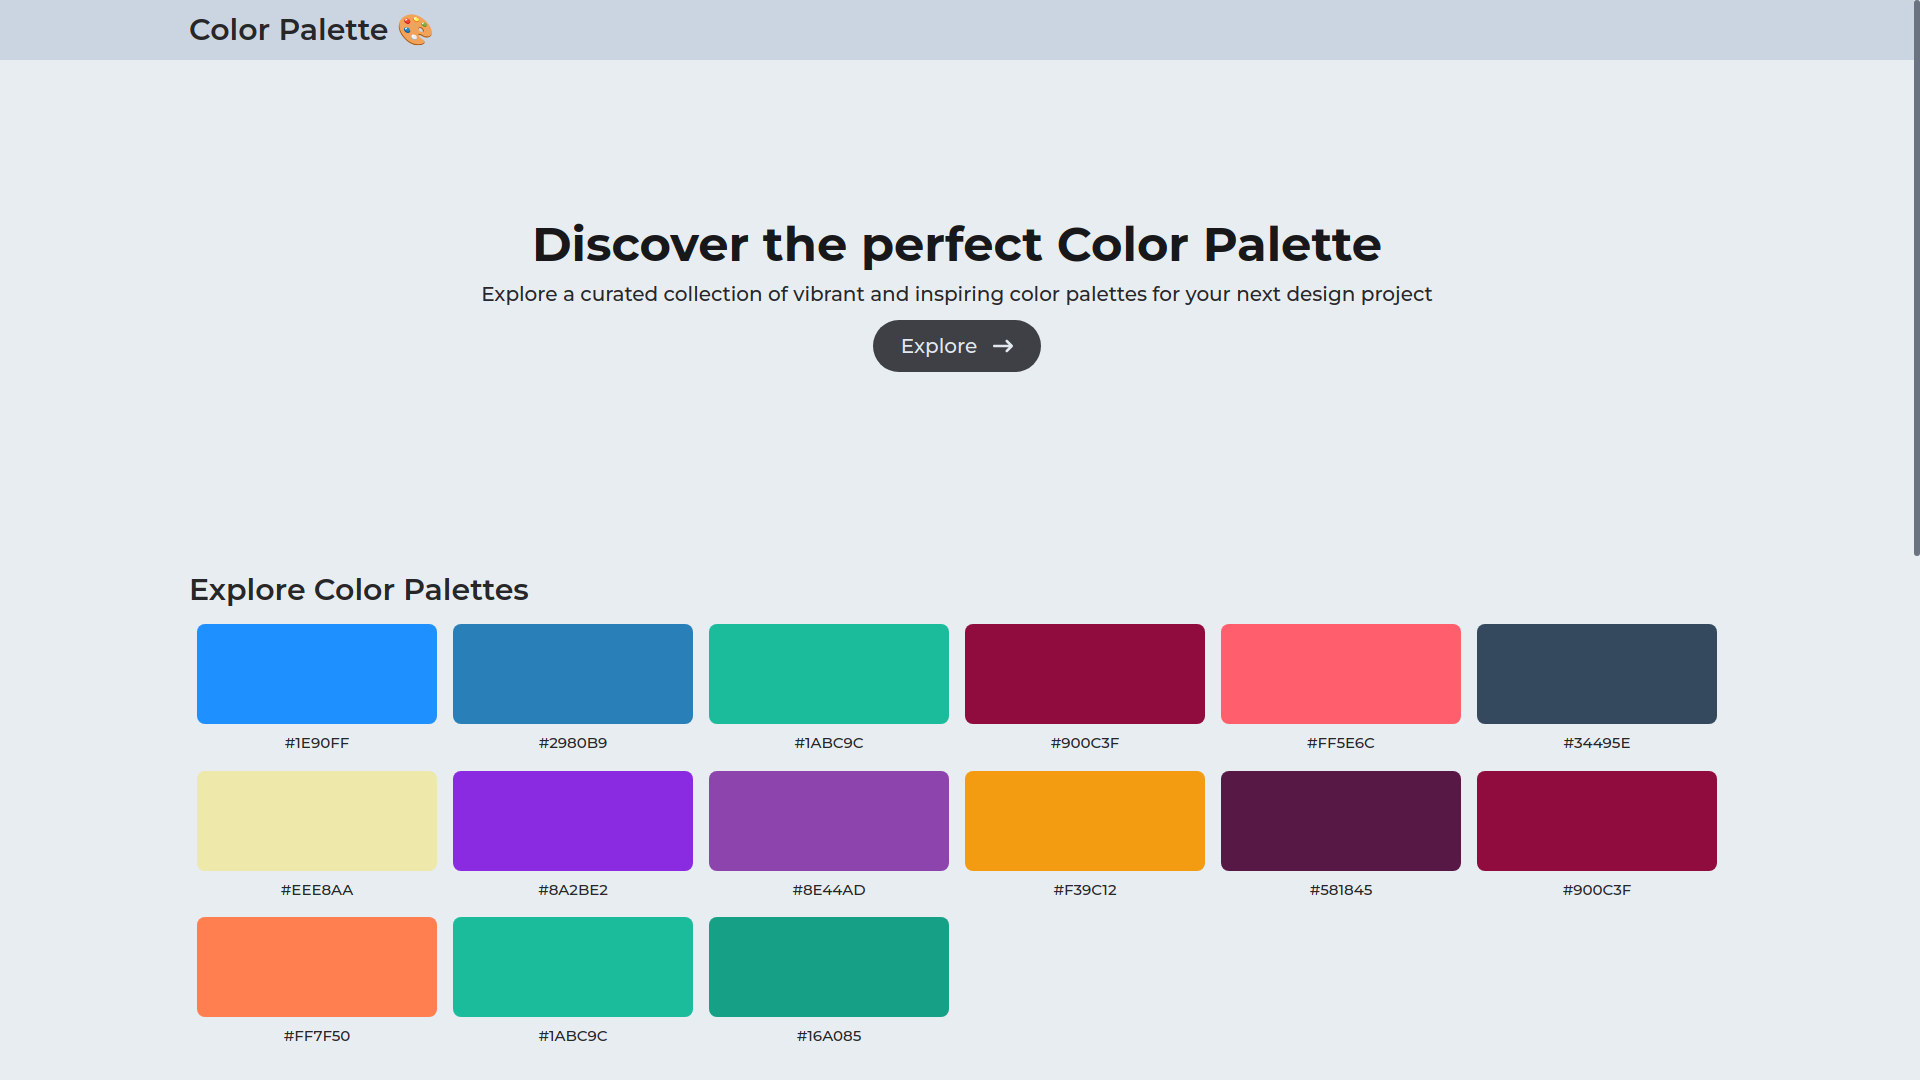 Color Palette 🎨
Discover the perfect Color Palette
Explore a curated collection of vibrant and inspiring color palettes for your next design project
Explore →
Explore Color Palettes
#1E90FF #2980B9 #1ABC9C #900C3F #FF5E6C #34495E
#EEE8AA #8A2BE2 #8E44AD #F39C12 #581845 #900C3F
#FF7F50 #1ABC9C #16A085